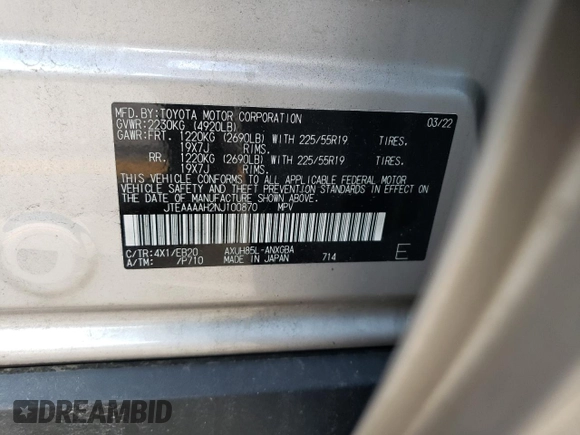 MFD.BY:TOYOTA MOTOR CORPORATION 03/22
GVWR:2230KG (4920LB)
GAWR:FRT. 1220KG (2690LB) WITH 225/55R19 TIRES.
19X7J RIMS.
RR. 1220KG (2690LB) WITH 225/55R19 TIRES.
19X7J RIMS.
THIS VEHICLE CONFORMS TO ALL APPLICABLE FEDERAL MOTOR
VEHICLE SAFETY AND THEFT PREVENTION STANDARDS IN EFFECT ON
THE DATE OF MANUFACTURE SHOWN ABOVE.
JTEAAAAH2NJ100870 MPV
C/TR:4X1/EB20 AXUH85L-ANXGBA
A/TM: /P710 MADE IN JAPAN 714 E
DREAMBID